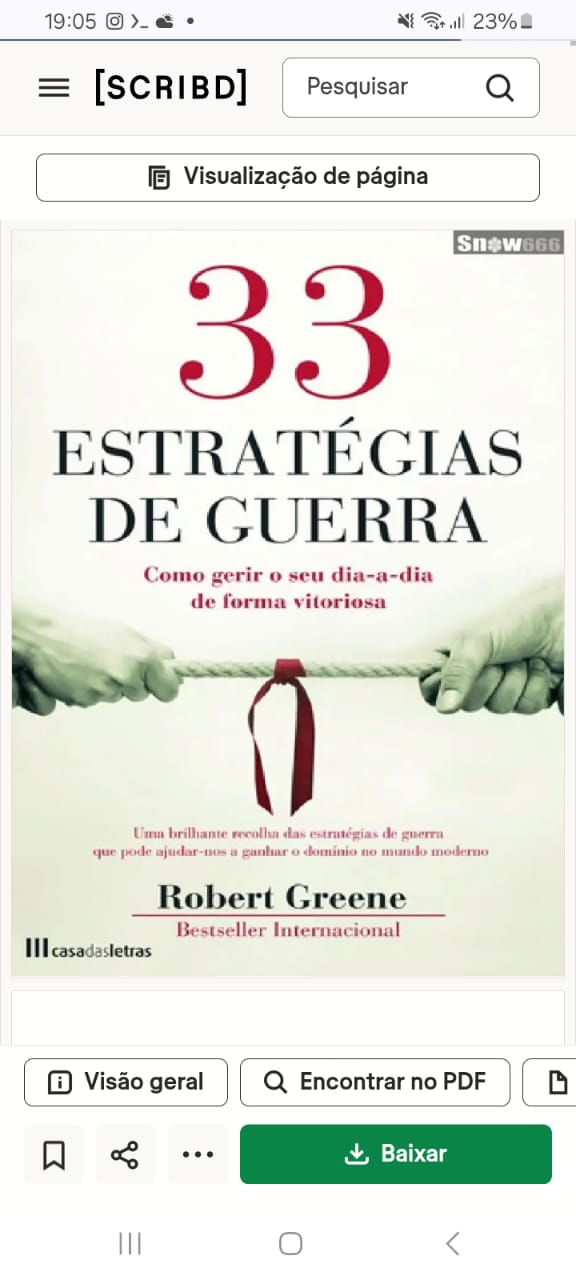 19:05
23%
[SCRIBD]
Pesquisar
Visualização de página
Snow666
33
ESTRATÉGIAS
DE GUERRA
Como gerir o seu dia-a-dia
de forma vitoriosa
Uma brilhante recolha das estratégias de guerra
que pode ajudar-nos a ganhar o domínio no mundo moderno
Robert Greene
Bestseller Internacional
casadasletras
Visão geral
Encontrar no PDF
Baixar